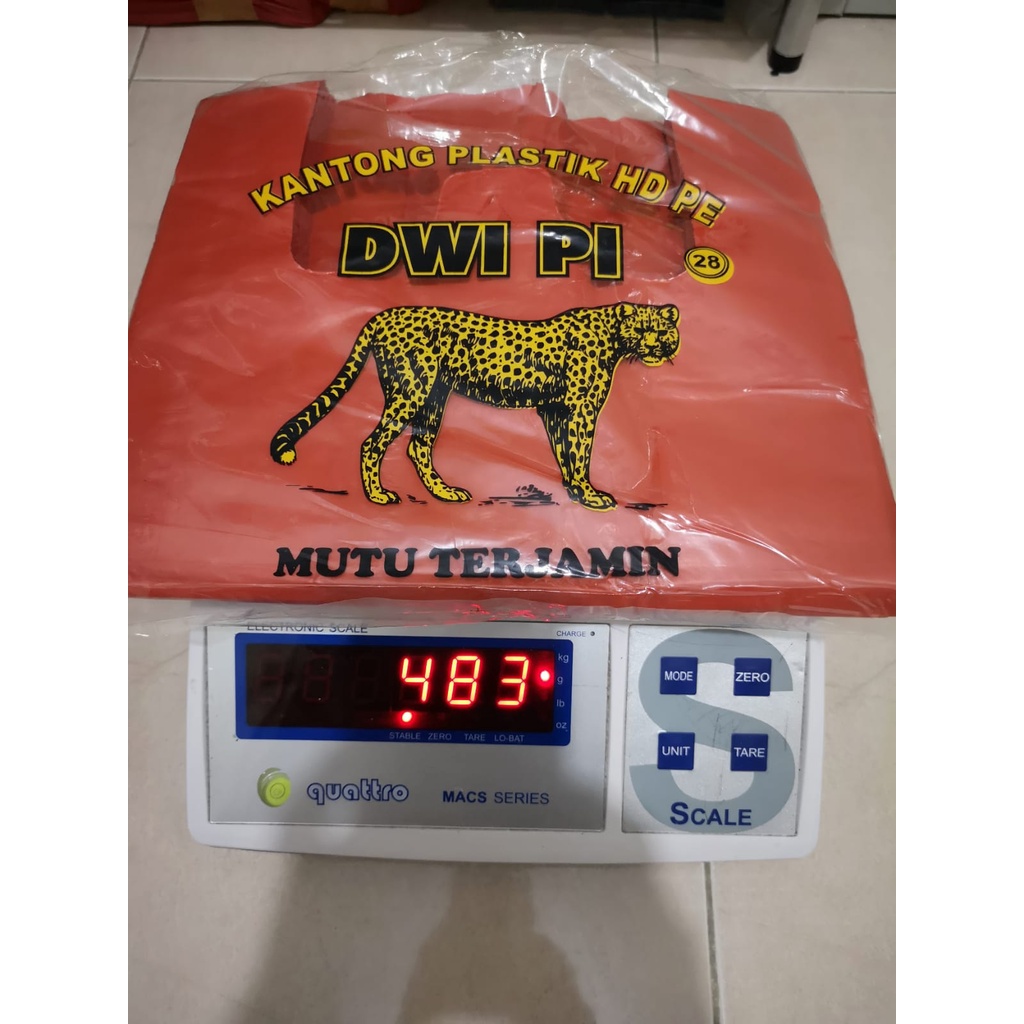 KANTONG PLASTIK HD PE
DWI PI
28
MUTU TERJAMIN
ELECTRONIC SCALE
CHARGE
483
kg
g
lb
oz
STABLE ZERO TARE LO-BAT
quattro
MACS SERIES
MODE
ZERO
UNIT
TARE
S
SCALE